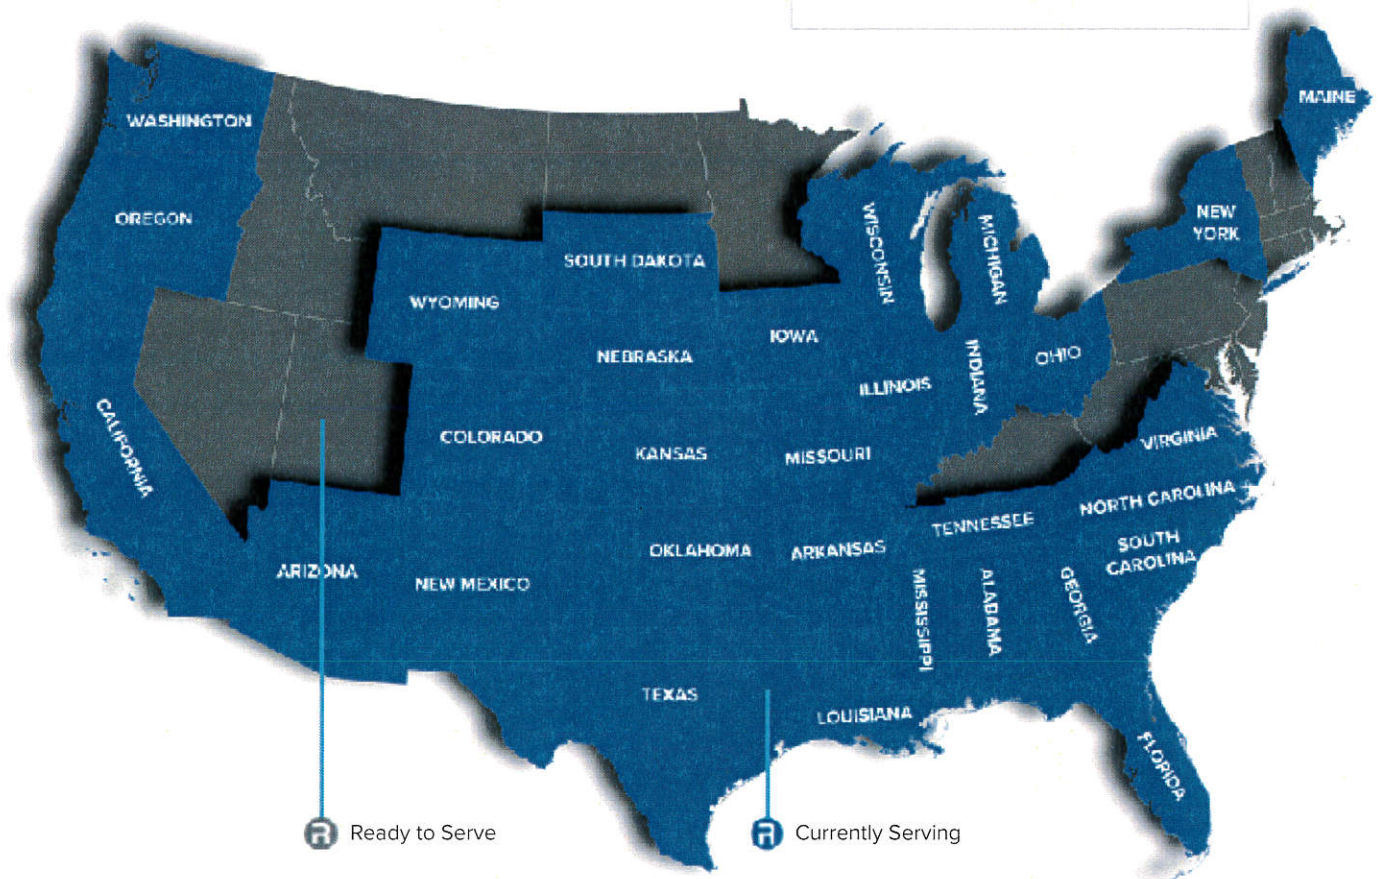 MAINE
WASHINGTON
NEW
YORK
OREGON
WISCONSIN
MICHIGAN
SOUTH DAKOTA
WYOMING
IOWA
NEBRASKA
INDIANA
OHIO
ILLINOIS
CALIFORNIA
COLORADO
KANSAS
MISSOURI
VIRGINIA
NORTH CAROLINA
TENNESSEE
SOUTH
CAROLINA
OKLAHOMA
ARKANSAS
ARIZONA
NEW MEXICO
MISSISSIPPI
ALABAMA
GEORGIA
TEXAS
LOUISIANA
FLORIDA
R Ready to Serve
R Currently Serving